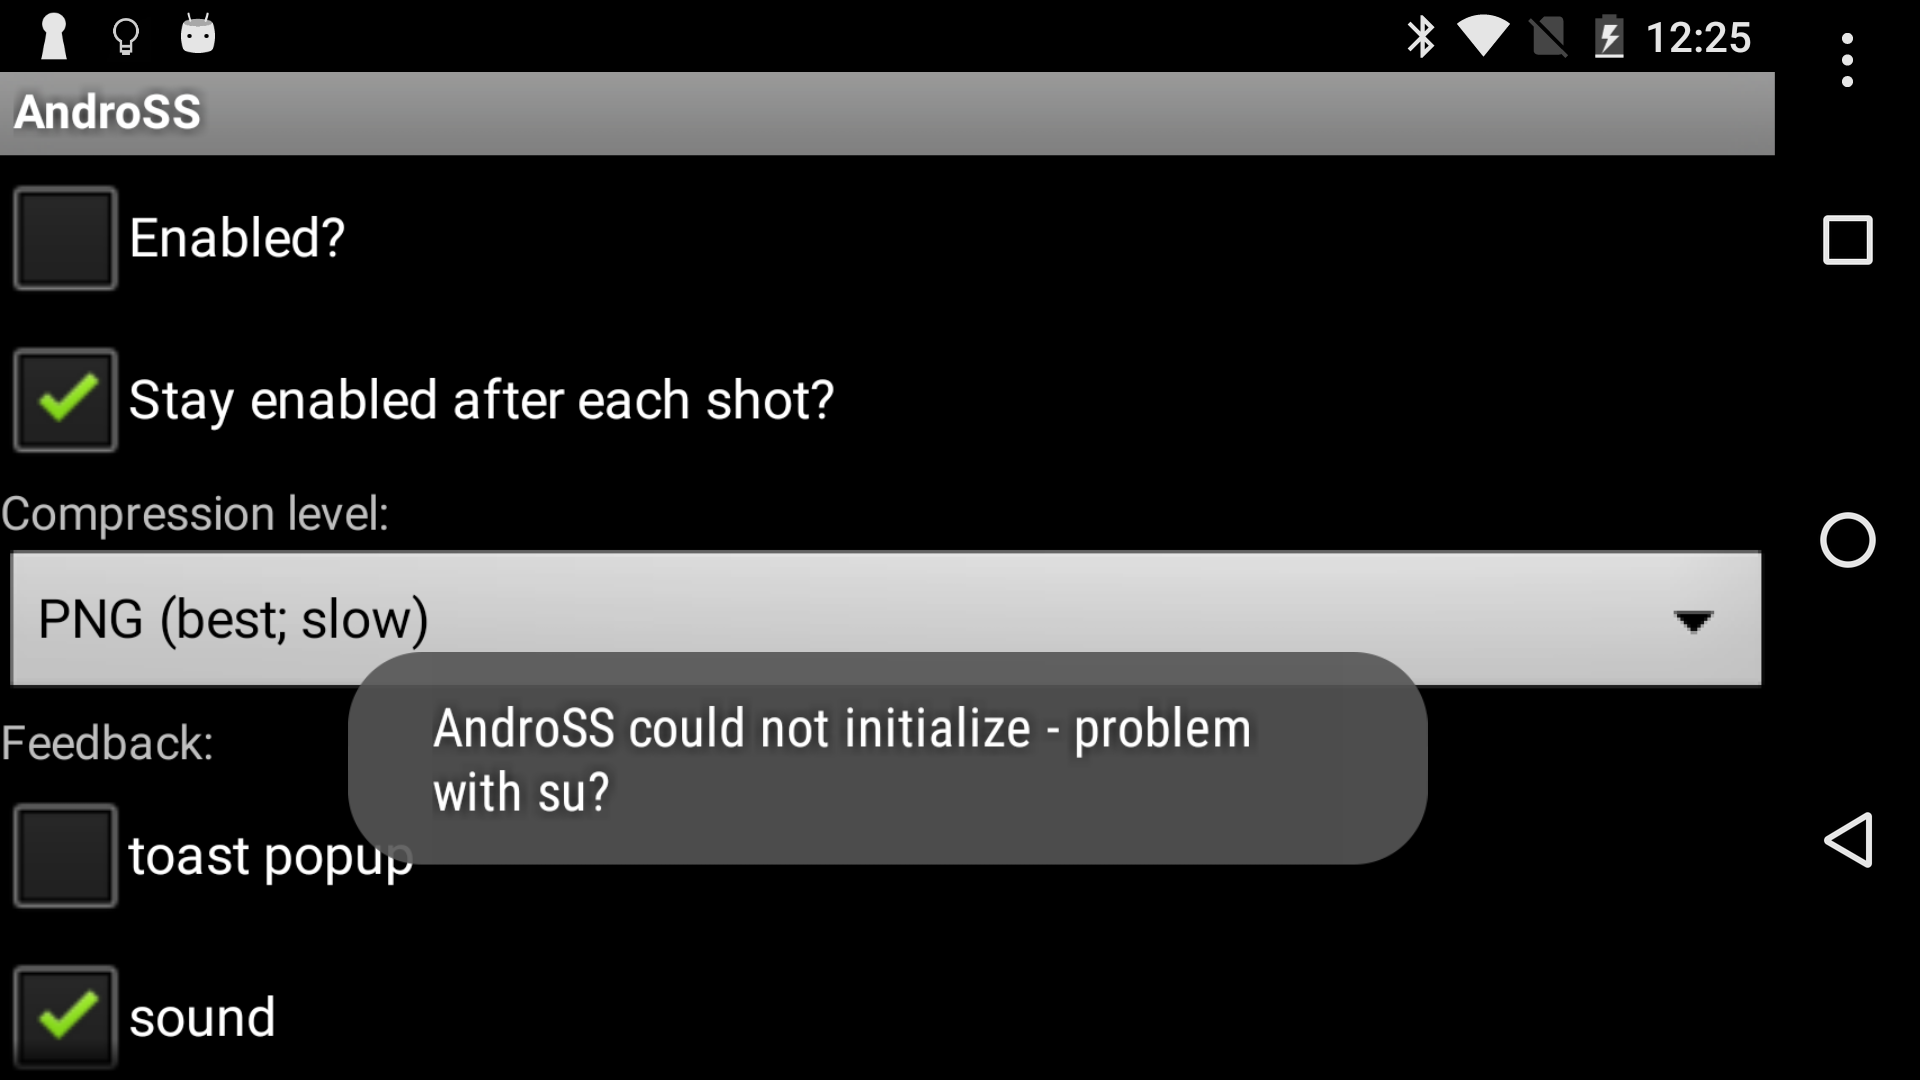 12:25
AndroSS
Enabled?
Stay enabled after each shot?
Compression level:
PNG (best; slow)
AndroSS could not initialize - problem
with su?
Feedback:
toast popup
sound